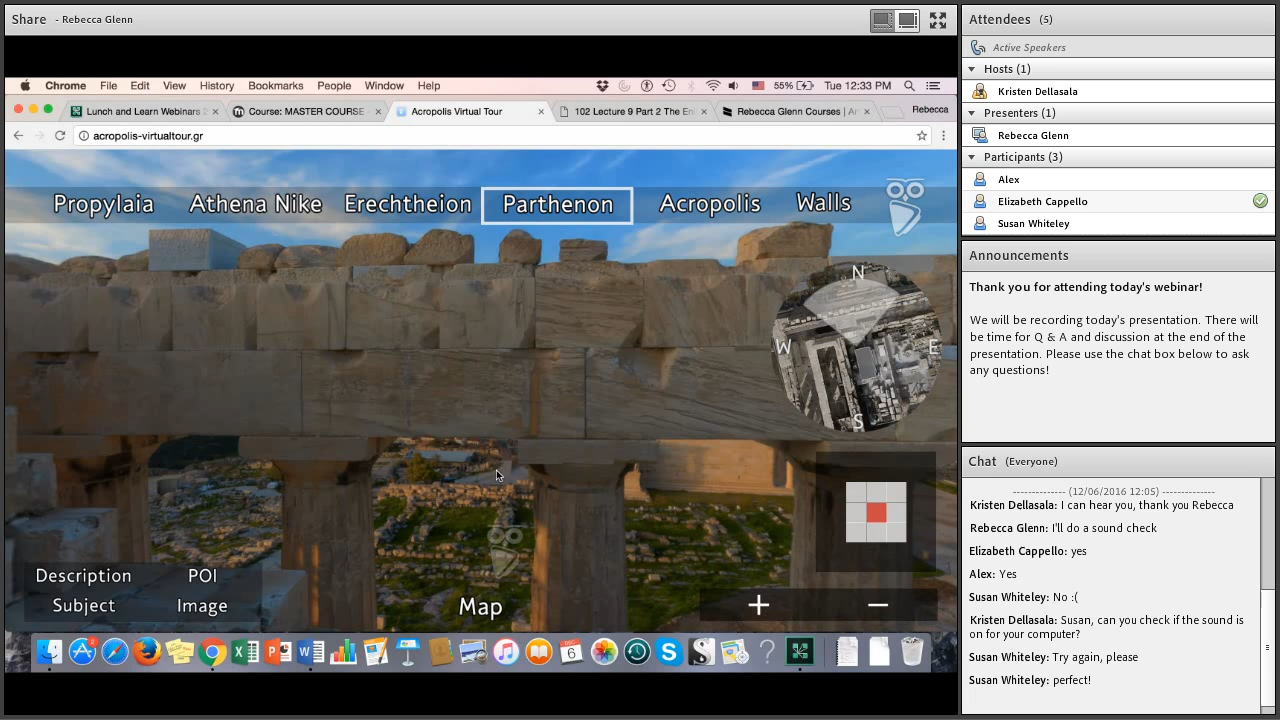 Share - Rebecca Glenn
Chrome File Edit View History Bookmarks People Window Help 55% Tue 12:33 PM
Lunch and Learn Webinars Course: MASTER COURSE Acropolis Virtual Tour 102 Lecture 9 Part 2 The En Rebecca Glenn Courses | A Rebecca
acropolis-virtualtour.gr
Propylaia Athena Nike Erechtheion Parthenon Acropolis Walls
N
W E
S
Description POI
Subject Image
Map
+ −
DEC
6
Attendees (5)
Active Speakers
Hosts (1)
Kristen Dellasala
Presenters (1)
Rebecca Glenn
Participants (3)
Alex
Elizabeth Cappello
Susan Whiteley
Announcements
Thank you for attending today's webinar!
We will be recording today's presentation. There will
be time for Q & A and discussion at the end of the
presentation. Please use the chat box below to ask
any questions!
Chat (Everyone)
-------------- (12/06/2016 12:05) --------------
Kristen Dellasala: I can hear you, thank you Rebecca
Rebecca Glenn: I'll do a sound check
Elizabeth Cappello: yes
Alex: Yes
Susan Whiteley: No :(
Kristen Dellasala: Susan, can you check if the sound is
on for your computer?
Susan Whiteley: Try again, please
Susan Whiteley: perfect!